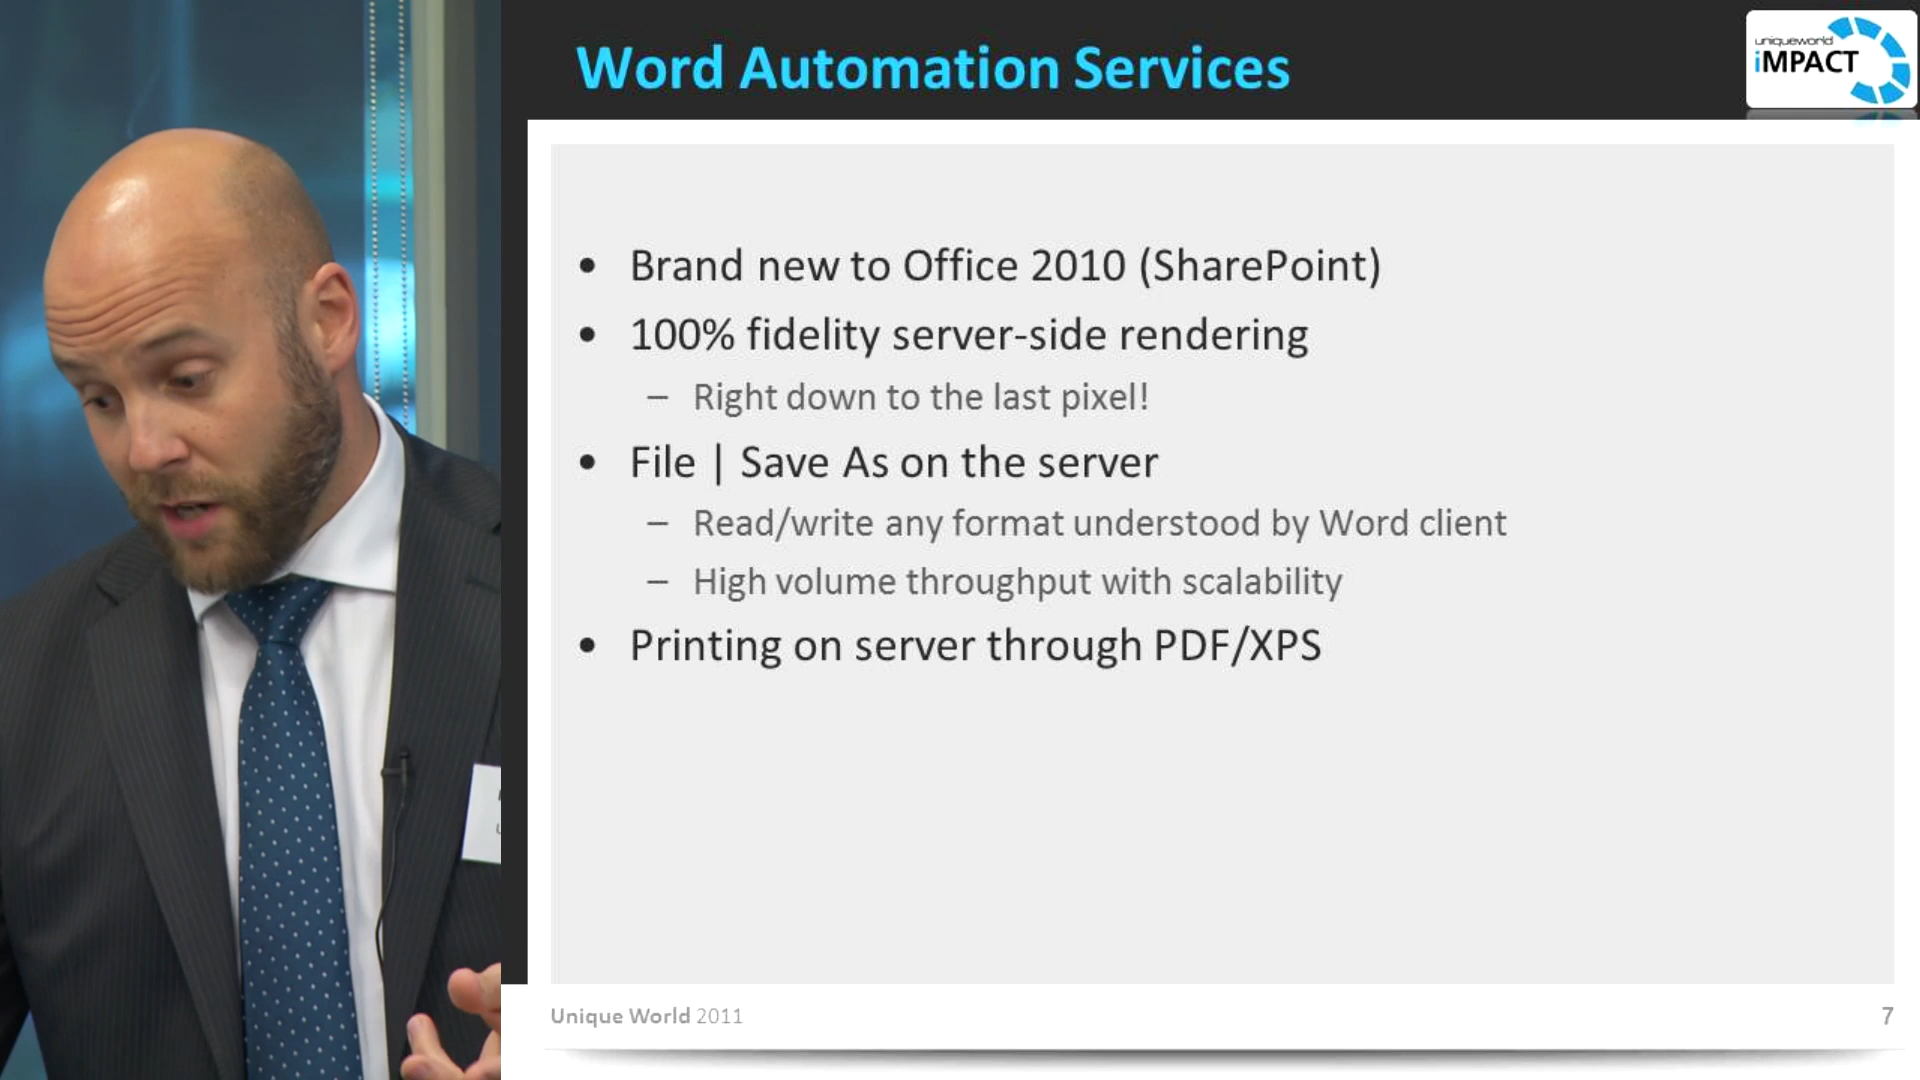 Word Automation Services
uniqueworld
iMPACT
• Brand new to Office 2010 (SharePoint)
• 100% fidelity server-side rendering
– Right down to the last pixel!
• File | Save As on the server
– Read/write any format understood by Word client
– High volume throughput with scalability
• Printing on server through PDF/XPS
Unique World 2011
7